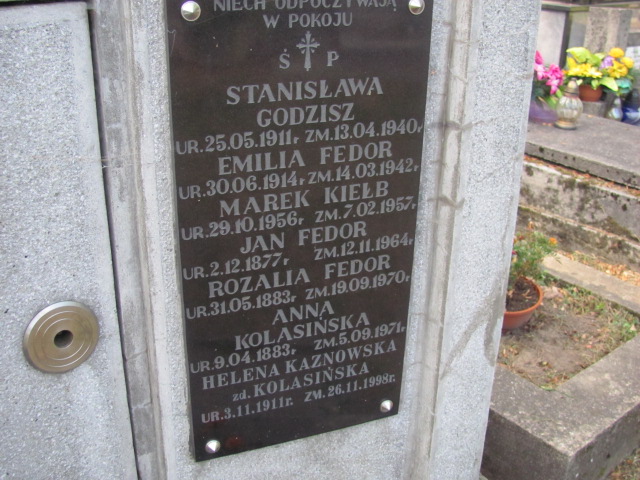 NIECH ODPOCZYWAJĄ
W POKOJU
Ś P
STANISŁAWA
GODZISZ
UR.25.05.1911r ZM.13.04.1940r
EMILIA FEDOR
UR.30.06.1914r ZM.14.03.1942r
MAREK KIEŁB
UR.29.10.1956r ZM.7.02.1957r
JAN FEDOR
UR.2.12.1877r ZM.12.11.1964r
ROZALIA FEDOR
UR.31.05.1883r ZM.19.09.1970r
ANNA
KOLASIŃSKA
UR.9.04.1883r ZM.5.09.1971r
HELENA KAZNOWSKA
zd. KOLASIŃSKA
UR.3.11.1911r. ZM.26.11.1998r.